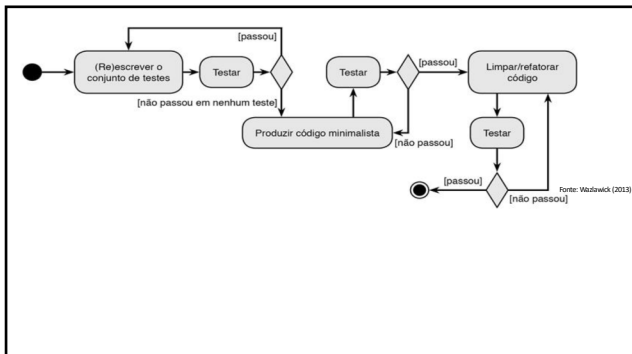 [passou]
(Re)escrever o
conjunto de testes
Testar
[não passou em nenhum teste]
Produzir código minimalista
Testar
[passou]
[não passou]
Limpar/refatorar
código
Testar
[passou]
[não passou]
Fonte: Wazlawick (2013)